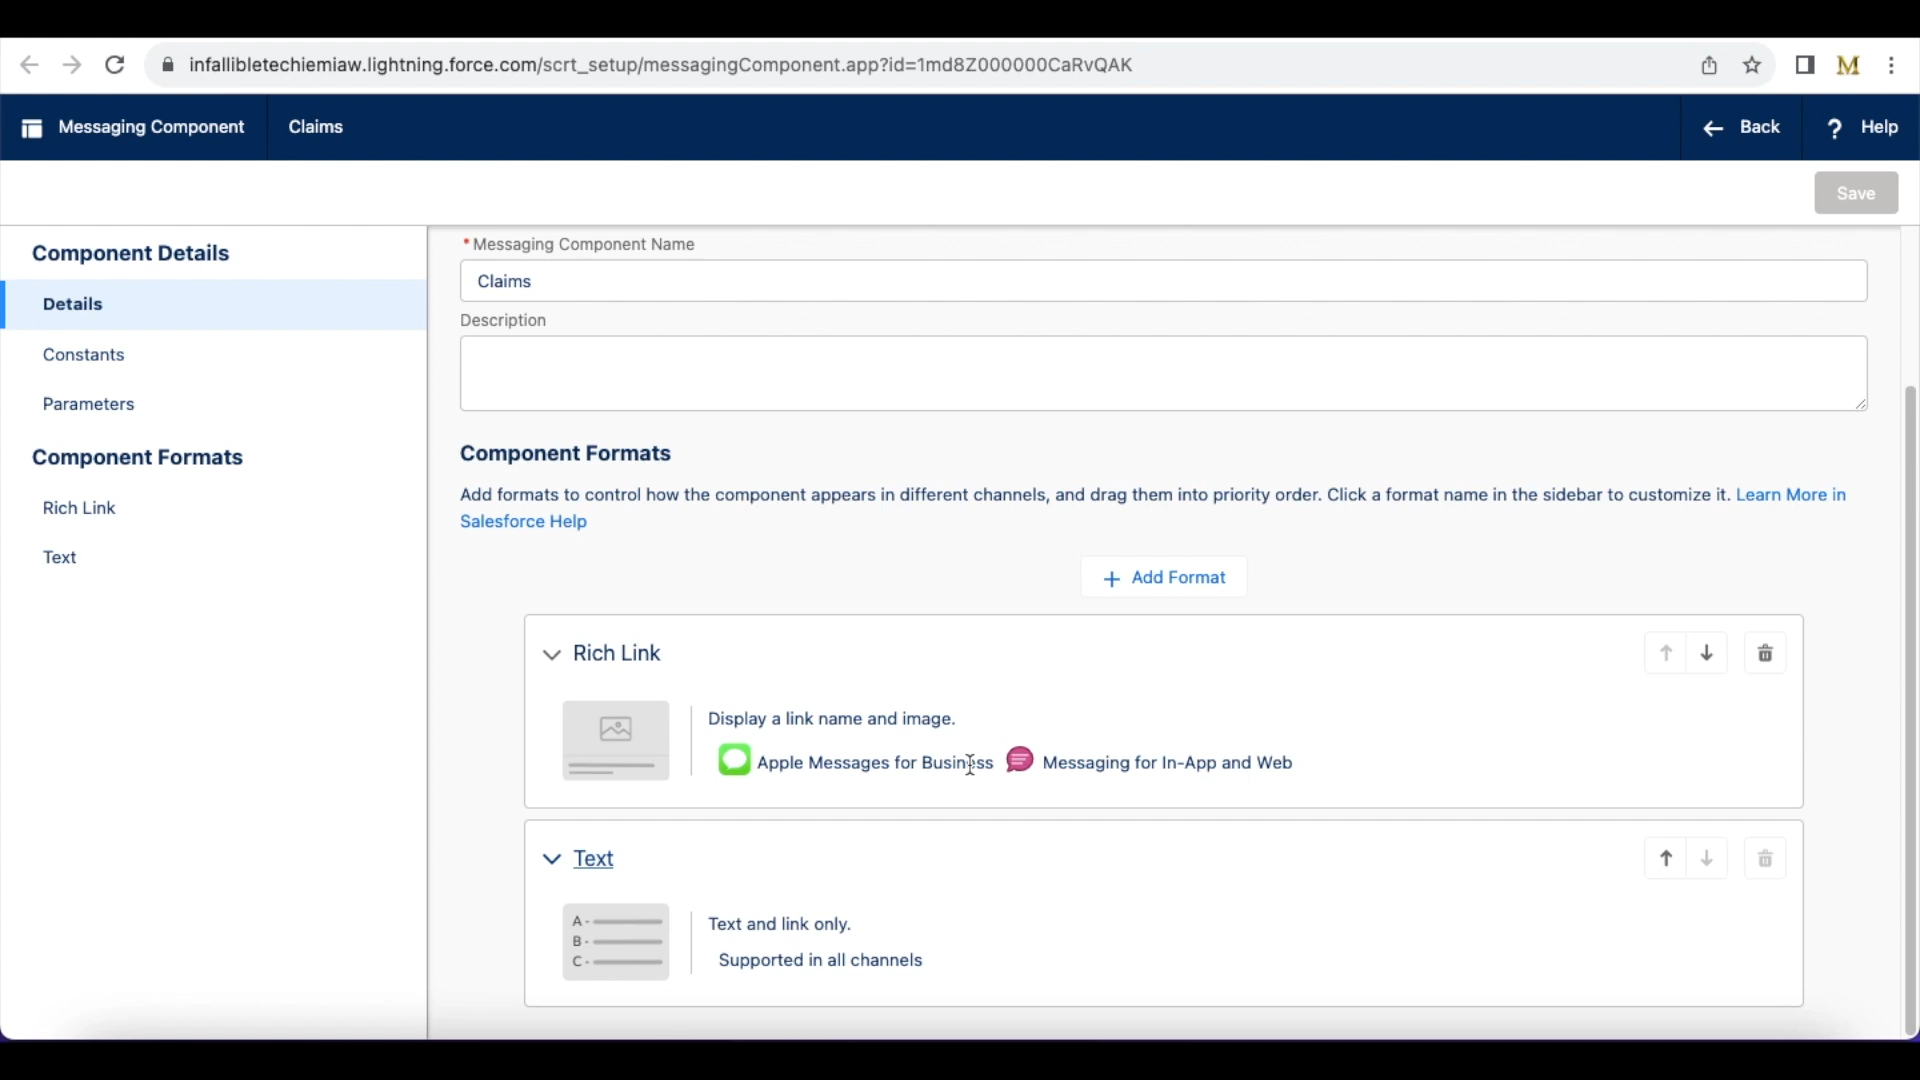 infallibletechiemiaw.lightning.force.com/scrt_setup/messagingComponent.app?id=1md8Z000000CaRvQAK
M
Messaging Component
Claims
Back
? Help
Save
Component Details
Details
Constants
Parameters
Component Formats
Rich Link
Text
* Messaging Component Name
Claims
Description
Component Formats
Add formats to control how the component appears in different channels, and drag them into priority order. Click a format name in the sidebar to customize it. Learn More in
Salesforce Help
+ Add Format
Rich Link
Display a link name and image.
Apple Messages for Business Messaging for In-App and Web
Text
A -
B -
C -
Text and link only.
Supported in all channels